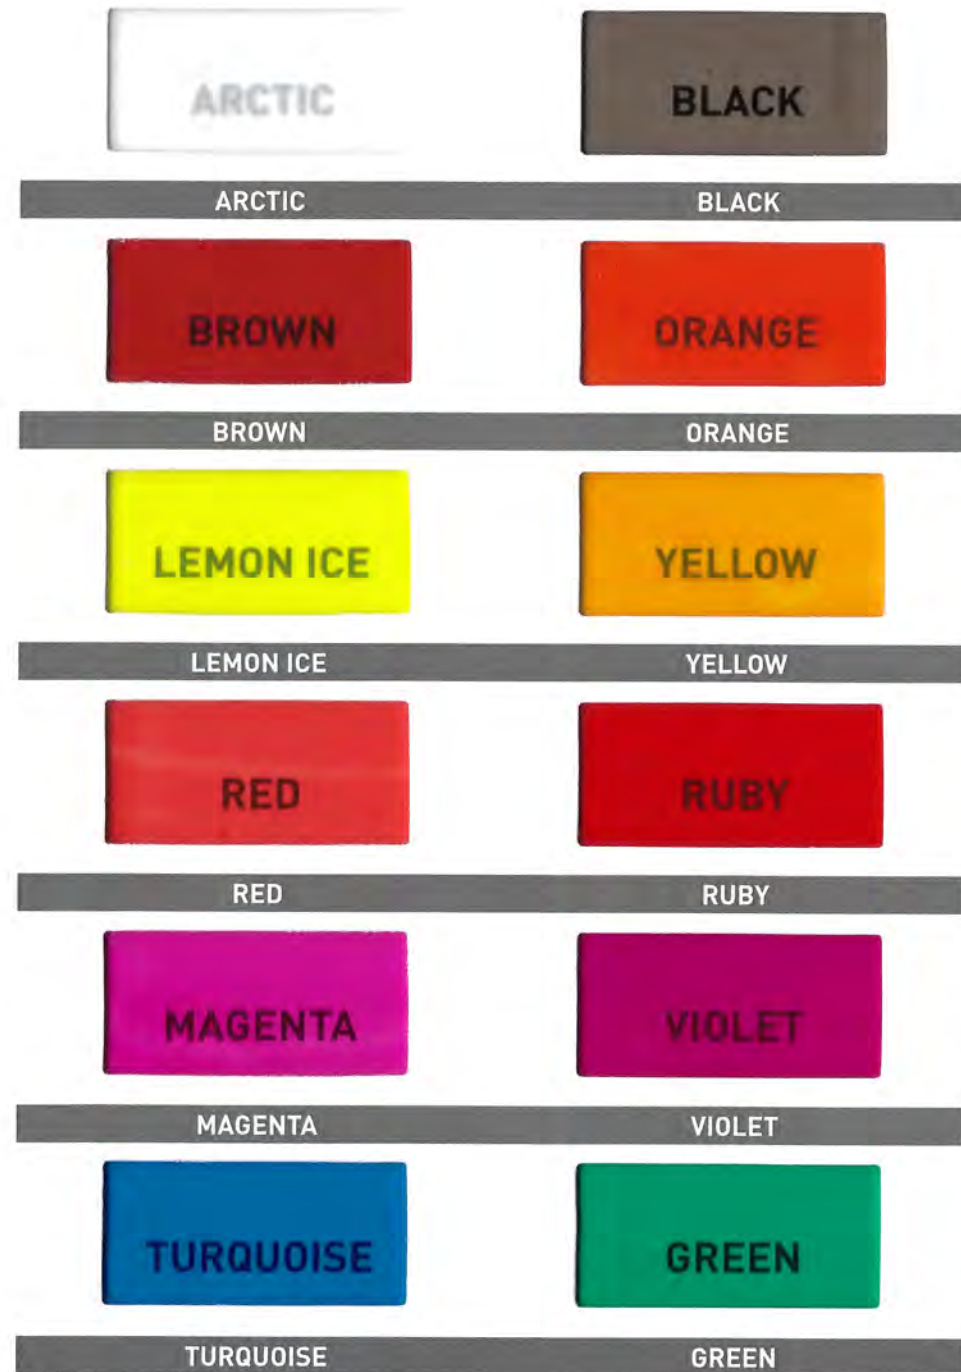 ARCTIC BLACK
ARCTIC BLACK
BROWN ORANGE
BROWN ORANGE
LEMON ICE YELLOW
LEMON ICE YELLOW
RED RUBY
RED RUBY
MAGENTA VIOLET
MAGENTA VIOLET
TURQUOISE GREEN
TURQUOISE GREEN